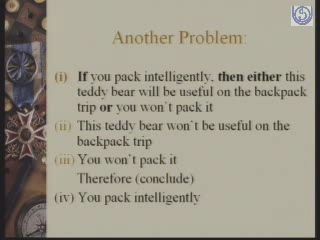 Another Problem:
(i) If you pack intelligently, then either this
teddy bear will be useful on the backpack
trip or you won't pack it
(ii) This teddy bear won't be useful on the
backpack trip
(iii) You won't pack it
Therefore (conclude)
(iv) You pack intelligently